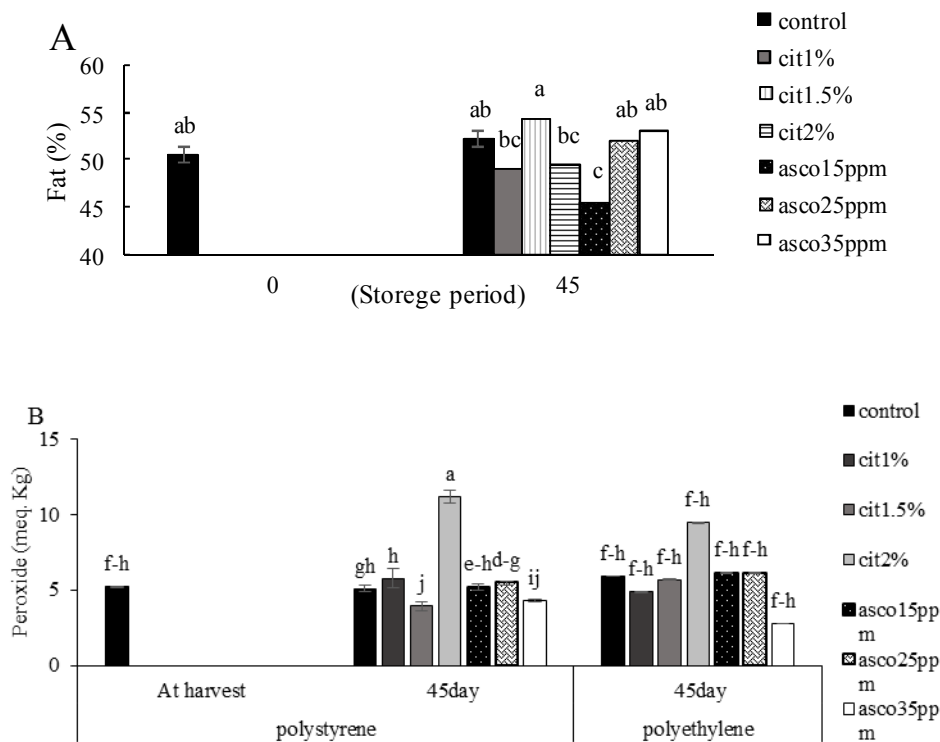 A
Fat (%)
60
55
50
45
40
ab
ab
bc
a
bc
c
ab
ab
0
45
(Storege period)
control
cit1%
cit1.5%
cit2%
asco15ppm
asco25ppm
asco35ppm
B
Peroxide (meq. Kg)
15
10
5
0
f-h
gh
h
j
a
e-h
d-g
ij
f-h
f-h
f-h
f-h
f-h
f-h
f-h
At harvest
45day
45day
polystyrene
polyethylene
control
cit1%
cit1.5%
cit2%
asco15pp
m
asco25pp
m
asco35pp
m